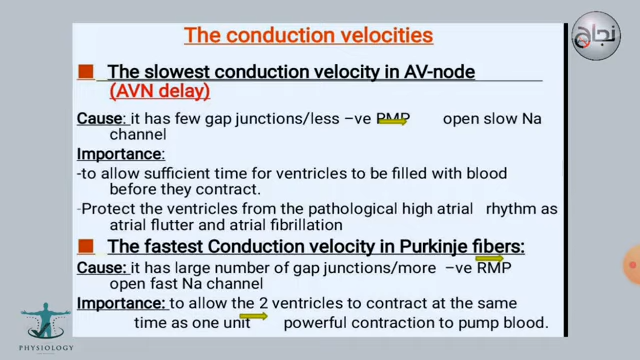 The conduction velocities
نجاح
The slowest conduction velocity in AV-node
(AVN delay)
Cause: it has few gap junctions/less –ve RMP open slow Na
channel
Importance:
-to allow sufficient time for ventricles to be filled with blood
before they contract.
-Protect the ventricles from the pathological high atrial rhythm as
atrial flutter and atrial fibrillation
The fastest Conduction velocity in Purkinje fibers:
Cause: it has large number of gap junctions/more –ve RMP
open fast Na channel
Importance: to allow the 2 ventricles to contract at the same
time as one unit powerful contraction to pump blood.
PHYSIOLOGY